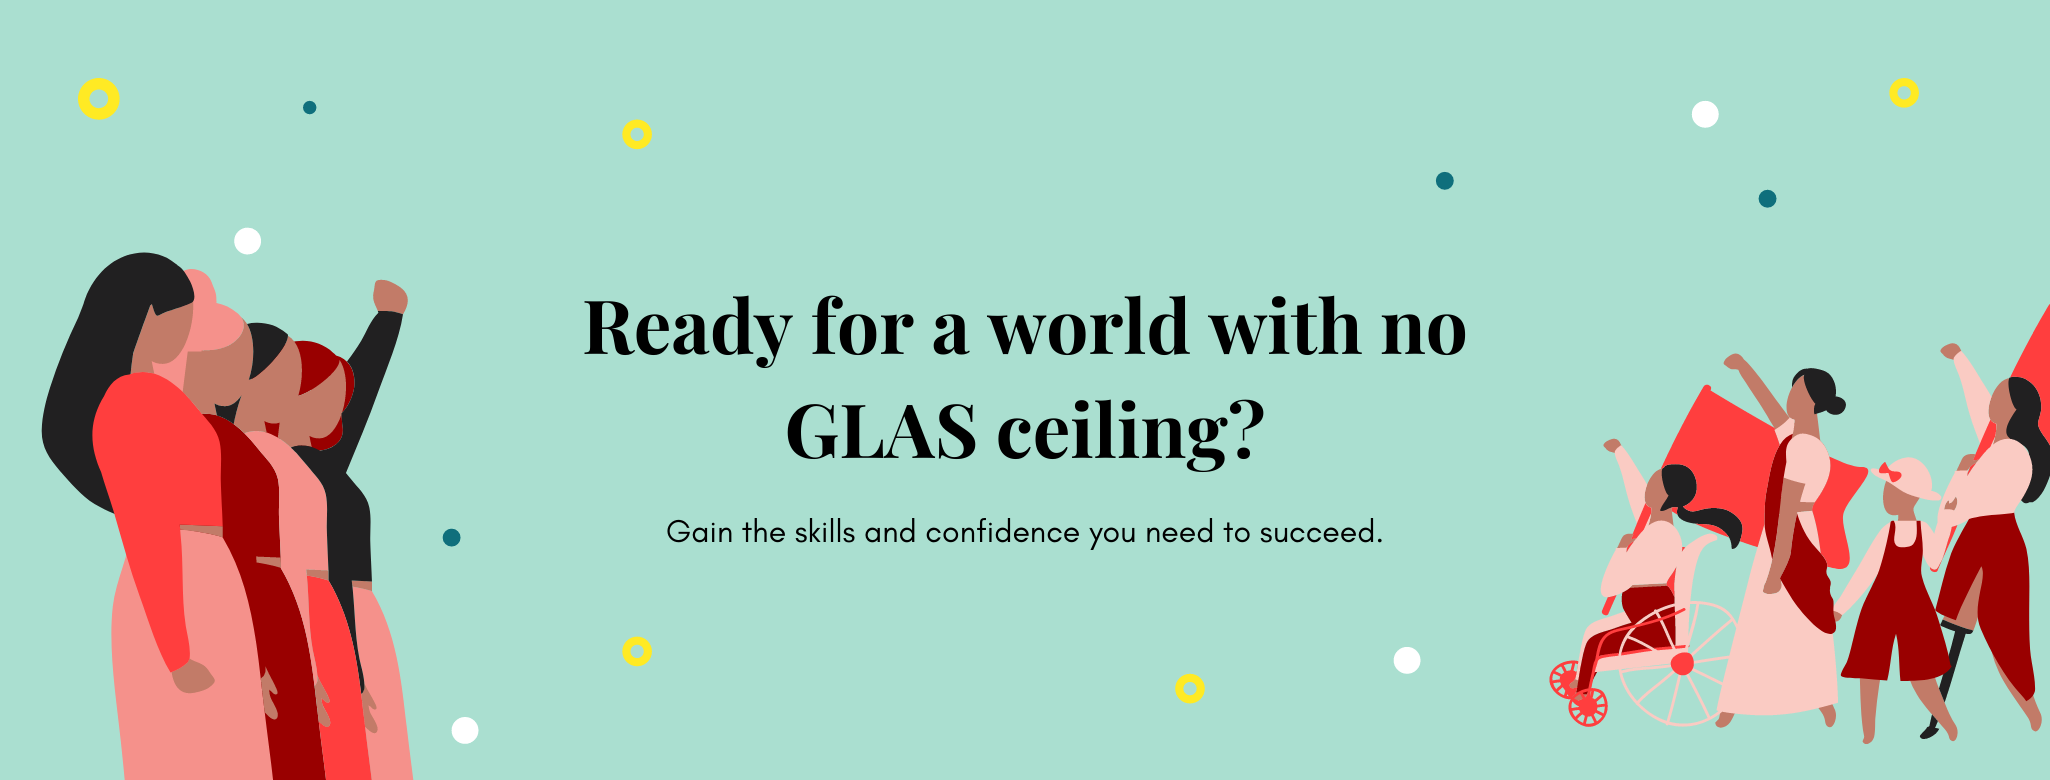 Ready for a world with no
GLAS ceiling?
Gain the skills and confidence you need to succeed.